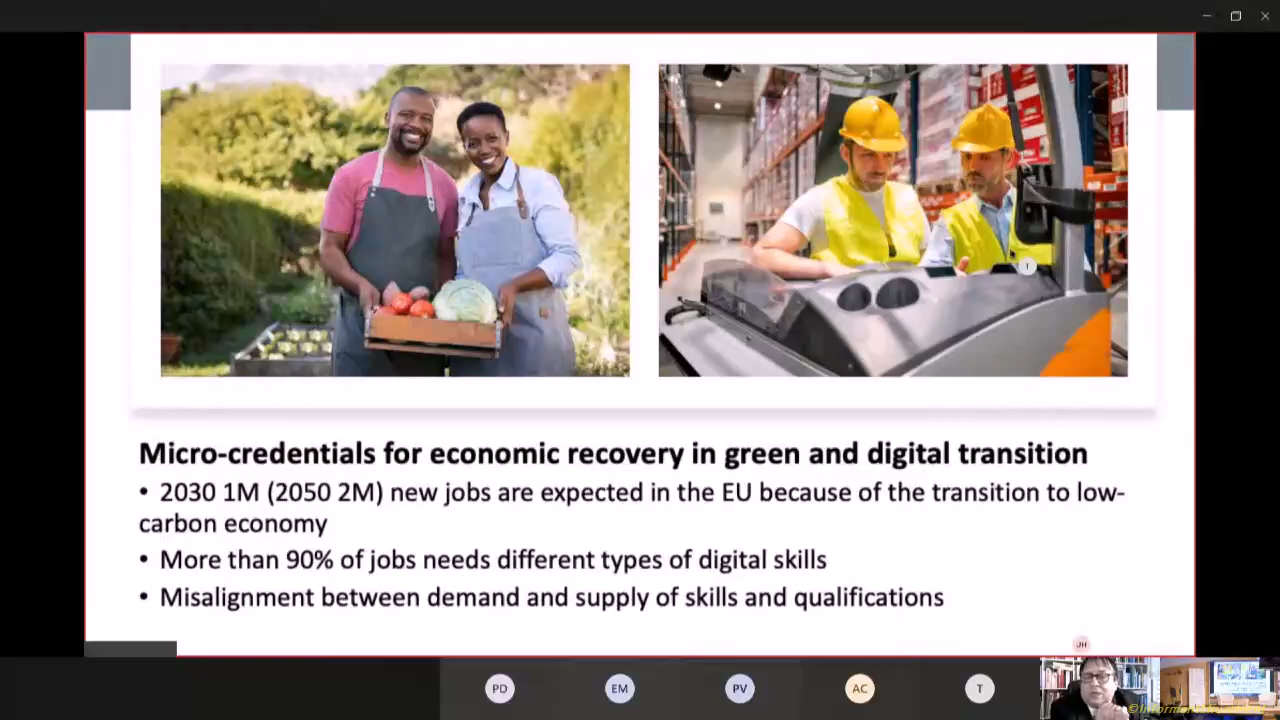 Micro-credentials for economic recovery in green and digital transition
• 2030 1M (2050 2M) new jobs are expected in the EU because of the transition to low-
carbon economy
• More than 90% of jobs needs different types of digital skills
• Misalignment between demand and supply of skills and qualifications
JH
PD
EM
PV
AC
T